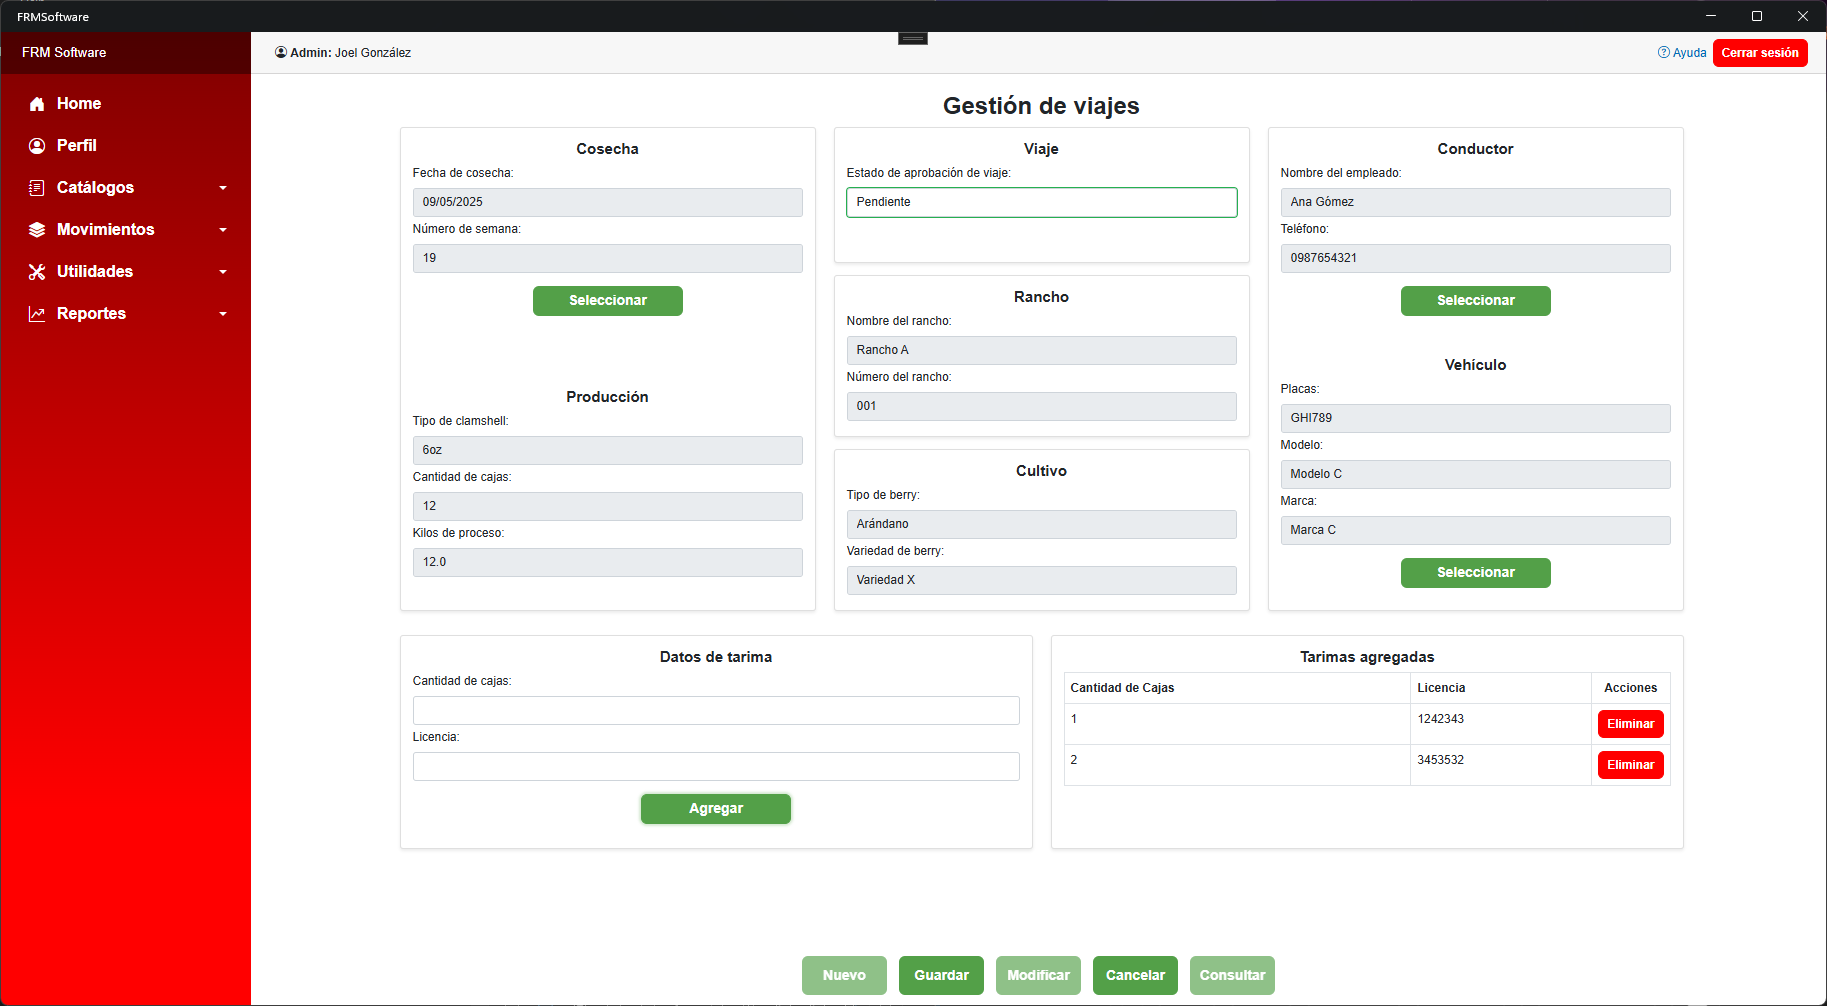 FRMSoftware
FRM Software
Admin: Joel González
Ayuda
Cerrar sesión
Home
Perfil
Catálogos
Movimientos
Utilidades
Reportes
Gestión de viajes
Cosecha
Fecha de cosecha:
09/05/2025
Número de semana:
19
Seleccionar
Producción
Tipo de clamshell:
6oz
Cantidad de cajas:
12
Kilos de proceso:
12.0
Viaje
Estado de aprobación de viaje:
Pendiente
Rancho
Nombre del rancho:
Rancho A
Número del rancho:
001
Cultivo
Tipo de berry:
Arándano
Variedad de berry:
Variedad X
Conductor
Nombre del empleado:
Ana Gómez
Teléfono:
0987654321
Seleccionar
Vehículo
Placas:
GHI789
Modelo:
Modelo C
Marca:
Marca C
Seleccionar
Datos de tarima
Cantidad de cajas:
Licencia:
Agregar
Tarimas agregadas
Cantidad de Cajas Licencia Acciones
1 1242343 Eliminar
2 3453532 Eliminar
Nuevo Guardar Modificar Cancelar Consultar